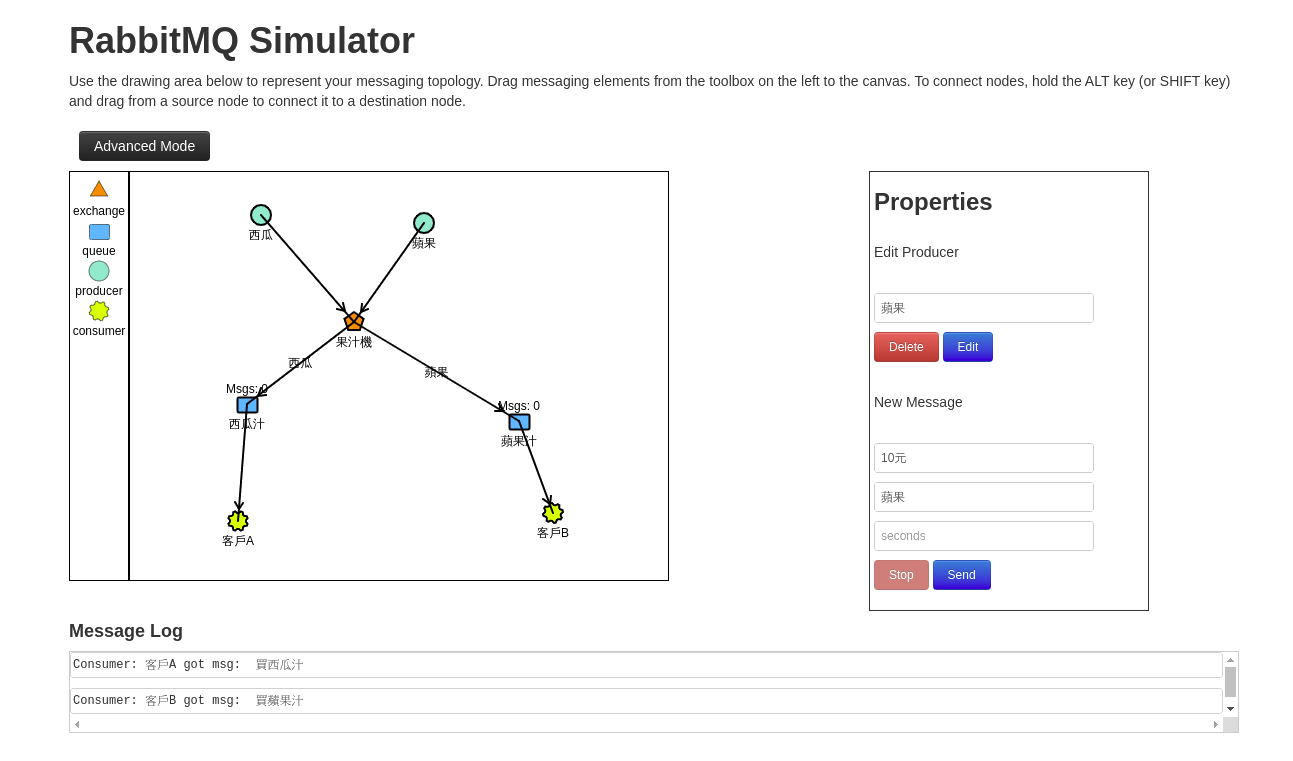 RabbitMQ Simulator
Use the drawing area below to represent your messaging topology. Drag messaging elements from the toolbox on the left to the canvas. To connect nodes, hold the ALT key (or SHIFT key)
and drag from a source node to connect it to a destination node.
Advanced Mode
exchange
queue
producer
consumer
西瓜
蘋果
果汁機
西瓜
蘋果
Msgs: 0
西瓜汁
Msgs: 0
蘋果汁
客戶A
客戶B
Properties
Edit Producer
蘋果
Delete
Edit
New Message
10元
蘋果
seconds
Stop
Send
Message Log
Consumer: 客戶A got msg: 買西瓜汁
Consumer: 客戶B got msg: 買蘋果汁